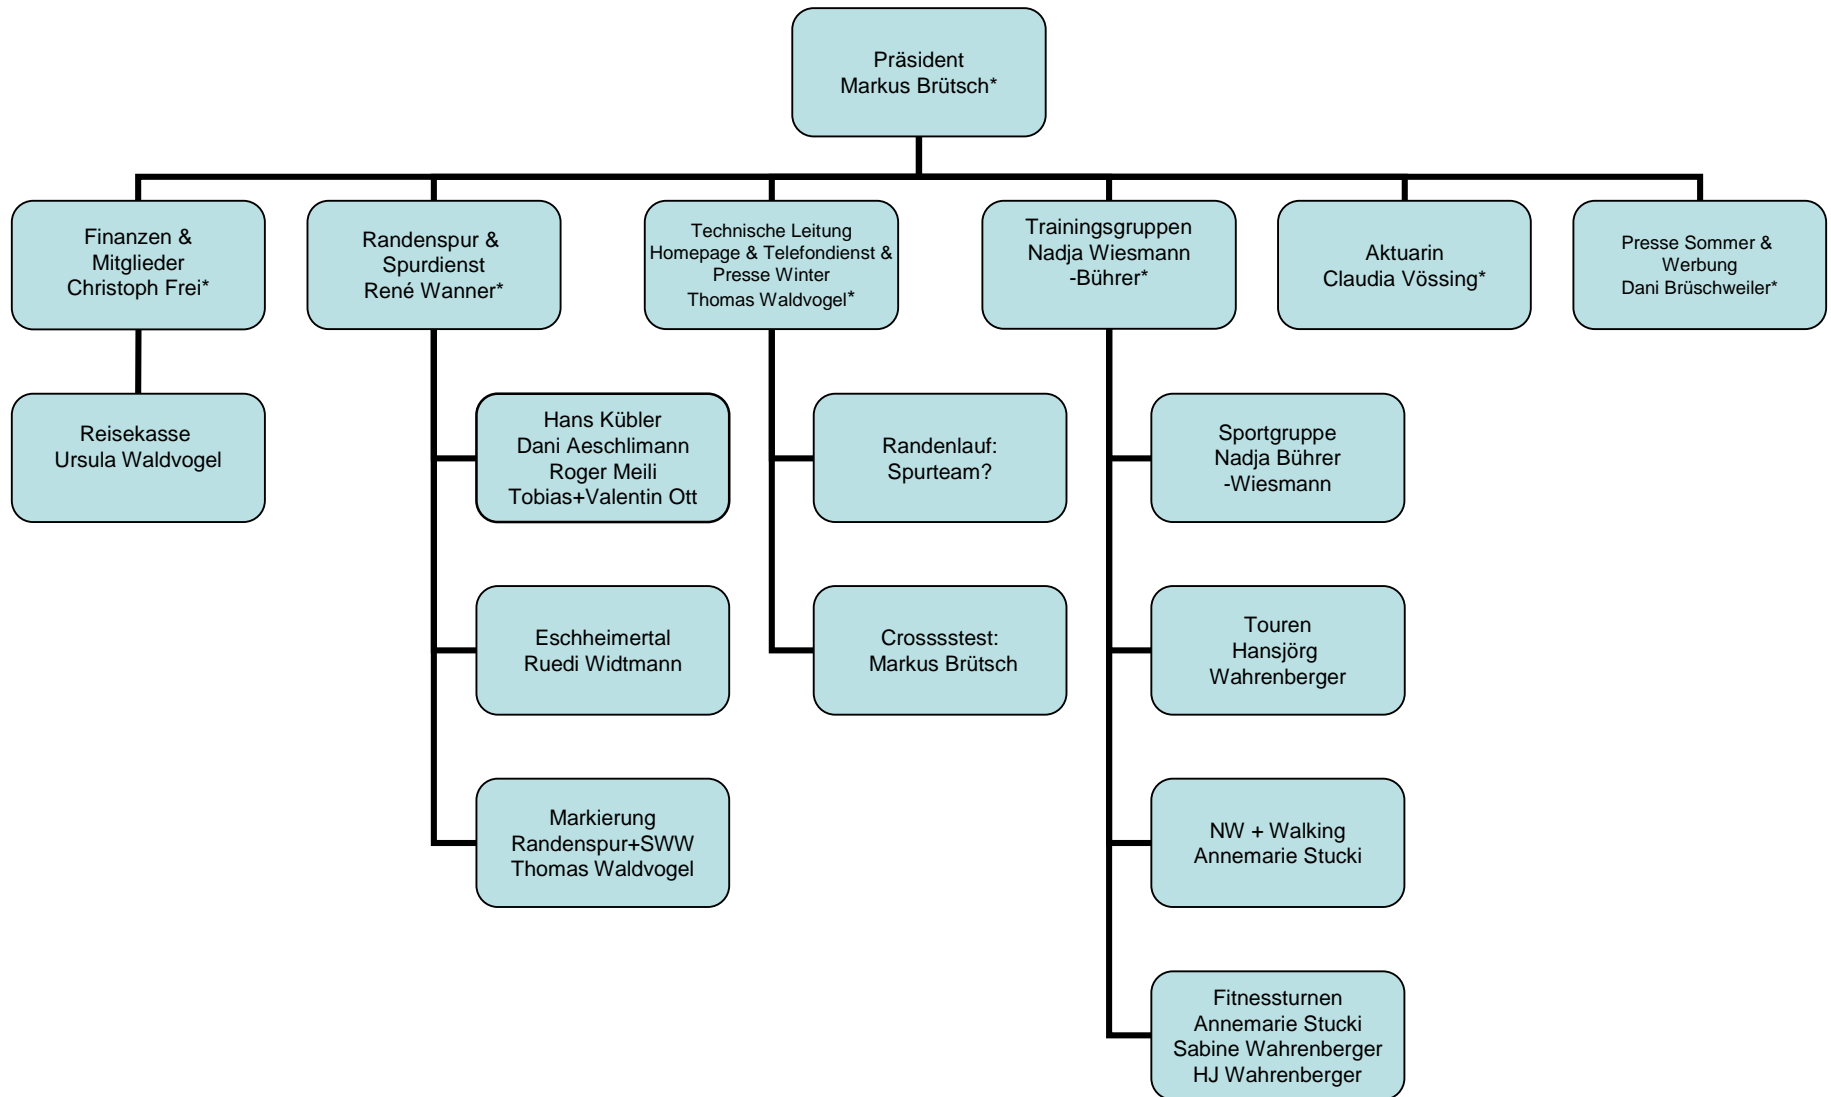 Präsident
Markus Brütsch*
Finanzen &
Mitglieder
Christoph Frei*
Randenspur &
Spurdienst
René Wanner*
Technische Leitung
Homepage & Telefondienst &
Presse Winter
Thomas Waldvogel*
Trainingsgruppen
Nadja Wiesmann
-Bührer*
Aktuarin
Claudia Vössing*
Presse Sommer &
Werbung
Dani Brüschweiler*
Reisekasse
Ursula Waldvogel
Hans Kübler
Dani Aeschlimann
Roger Meili
Tobias+Valentin Ott
Randenlauf:
Spurteam?
Sportgruppe
Nadja Bührer
-Wiesmann
Eschheimertal
Ruedi Widtmann
Crosssstest:
Markus Brütsch
Touren
Hansjörg
Wahrenberger
Markierung
Randenspur+SWW
Thomas Waldvogel
NW + Walking
Annemarie Stucki
Fitnessturnen
Annemarie Stucki
Sabine Wahrenberger
HJ Wahrenberger